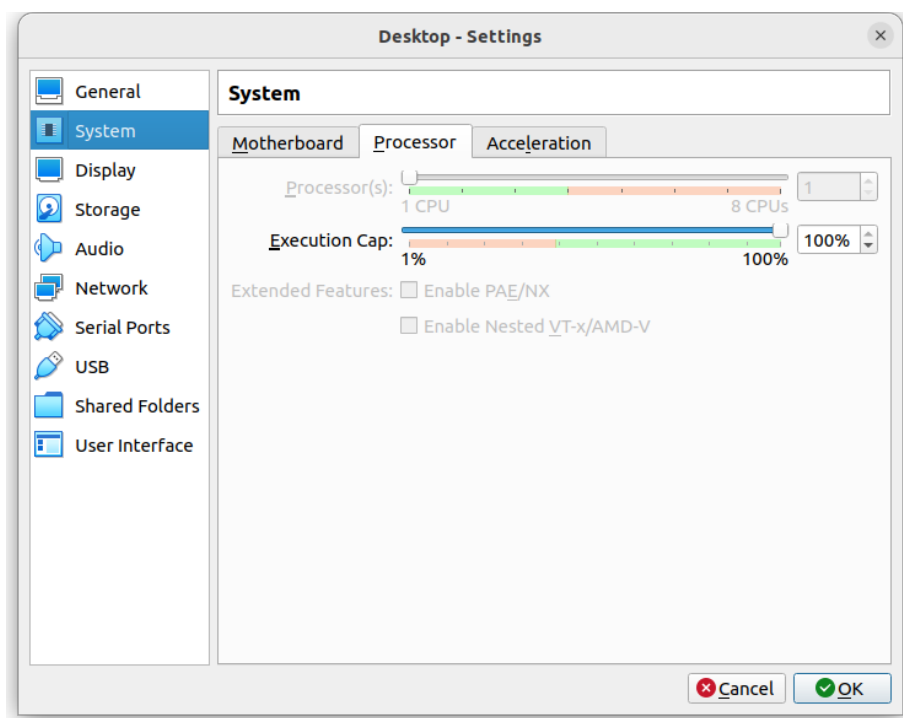 Desktop - Settings
General
System
Display
Storage
Audio
Network
Serial Ports
USB
Shared Folders
User Interface
System
Motherboard Processor Acceleration
Processor(s): 1
1 CPU 8 CPUs
Execution Cap: 100%
1% 100%
Extended Features: Enable PAE/NX
Enable Nested VT-x/AMD-V
Cancel OK